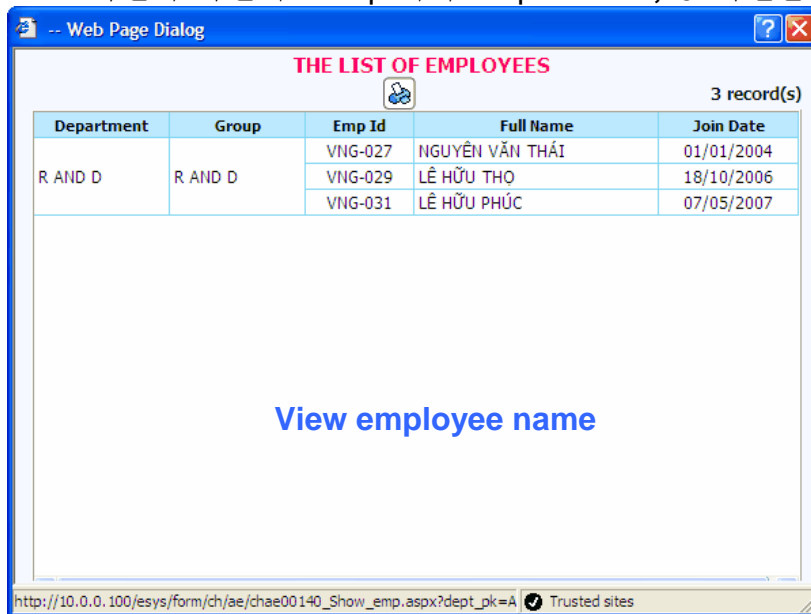 -- Web Page Dialog
THE LIST OF EMPLOYEES
3 record(s)
Department Group Emp Id Full Name Join Date
R AND D R AND D VNG-027 NGUYÊN VĂN THÁI 01/01/2004
VNG-029 LÊ HỮU THỌ 18/10/2006
VNG-031 LÊ HỮU PHÚC 07/05/2007
View employee name
http://10.0.0.100/esys/form/ch/ae/chae00140_Show_emp.aspx?dept_pk=A Trusted sites